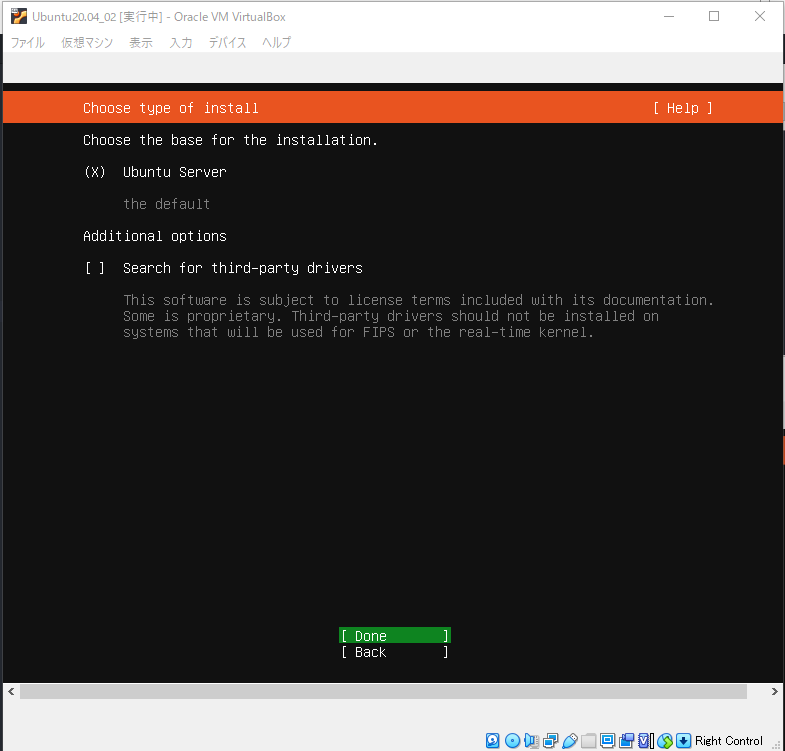 Ubuntu20.04_02 [実行中] - Oracle VM VirtualBox
ファイル 仮想マシン 表示 入力 デバイス ヘルプ
Choose type of install [ Help ]
Choose the base for the installation.
(X) Ubuntu Server
the default
Additional options
[ ] Search for third-party drivers
This software is subject to license terms included with its documentation.
Some is proprietary. Third-party drivers should not be installed on
systems that will be used for FIPS or the real-time kernel.
[ Done ]
[ Back ]
Right Control